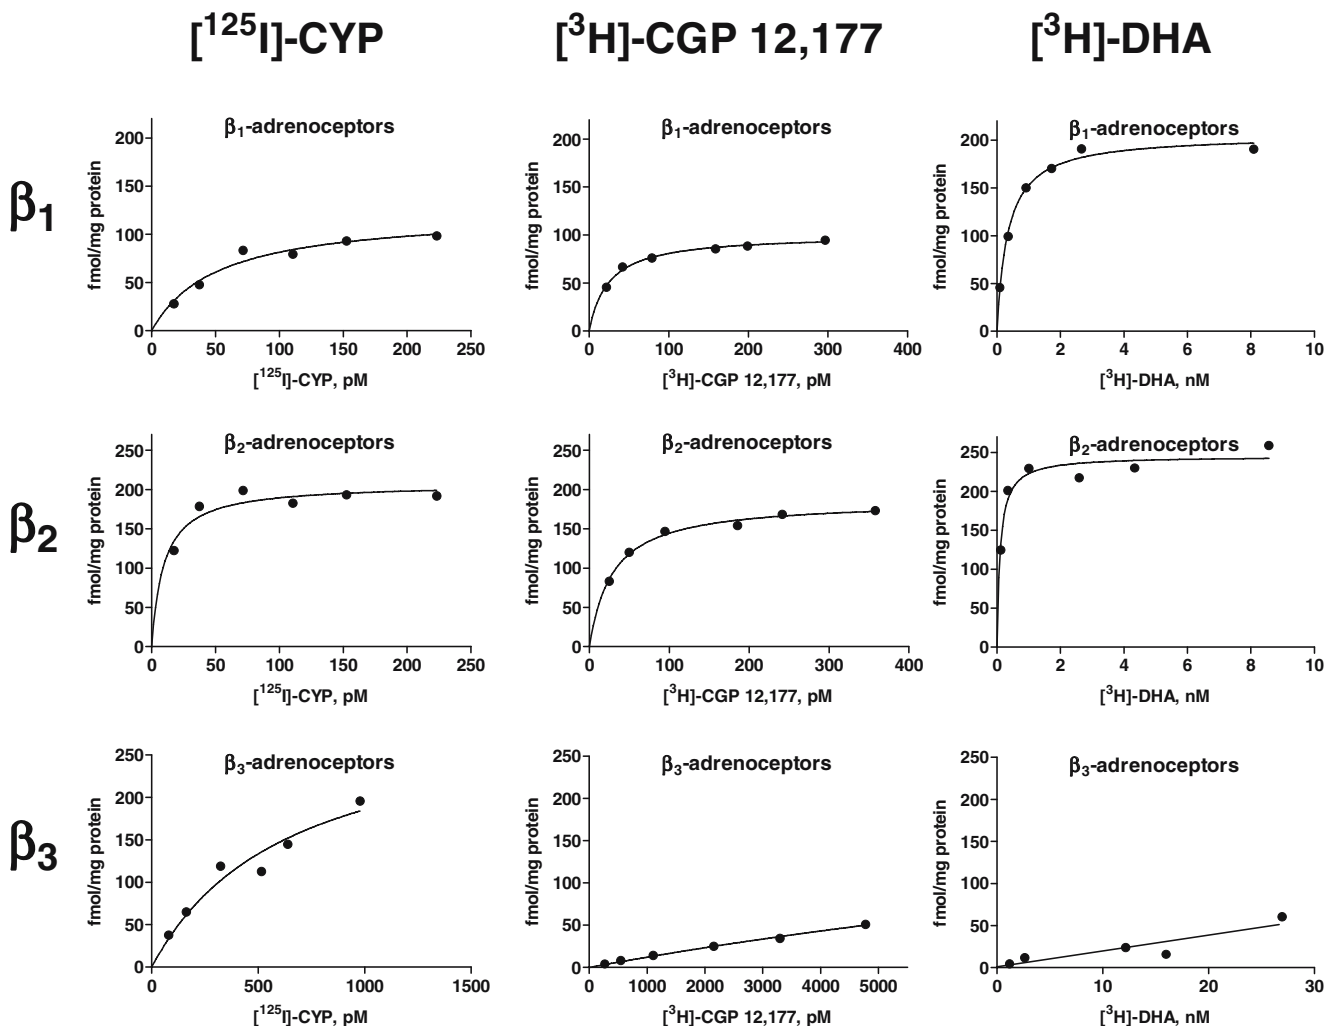 [¹²⁵I]-CYP [³H]-CGP 12,177 [³H]-DHA
β₁
β₁-adrenoceptors
fmol/mg protein
200
150
100
50
0
0 50 100 150 200 250
[¹²⁵I]-CYP, pM
β₁-adrenoceptors
fmol/mg protein
200
150
100
50
0
0 100 200 300 400
[³H]-CGP 12,177, pM
β₁-adrenoceptors
fmol/mg protein
200
150
100
50
0
0 2 4 6 8 10
[³H]-DHA, nM
β₂
β₂-adrenoceptors
fmol/mg protein
250
200
150
100
50
0
0 50 100 150 200 250
[¹²⁵I]-CYP, pM
β₂-adrenoceptors
fmol/mg protein
250
200
150
100
50
0
0 100 200 300 400
[³H]-CGP 12,177, pM
β₂-adrenoceptors
fmol/mg protein
250
200
150
100
50
0
0 2 4 6 8 10
[³H]-DHA, nM
β₃
β₃-adrenoceptors
fmol/mg protein
250
200
150
100
50
0
0 500 1000 1500
[¹²⁵I]-CYP, pM
β₃-adrenoceptors
fmol/mg protein
250
200
150
100
50
0
0 1000 2000 3000 4000 5000
[³H]-CGP 12,177, pM
β₃-adrenoceptors
fmol/mg protein
250
200
150
100
50
0
0 10 20 30
[³H]-DHA, nM